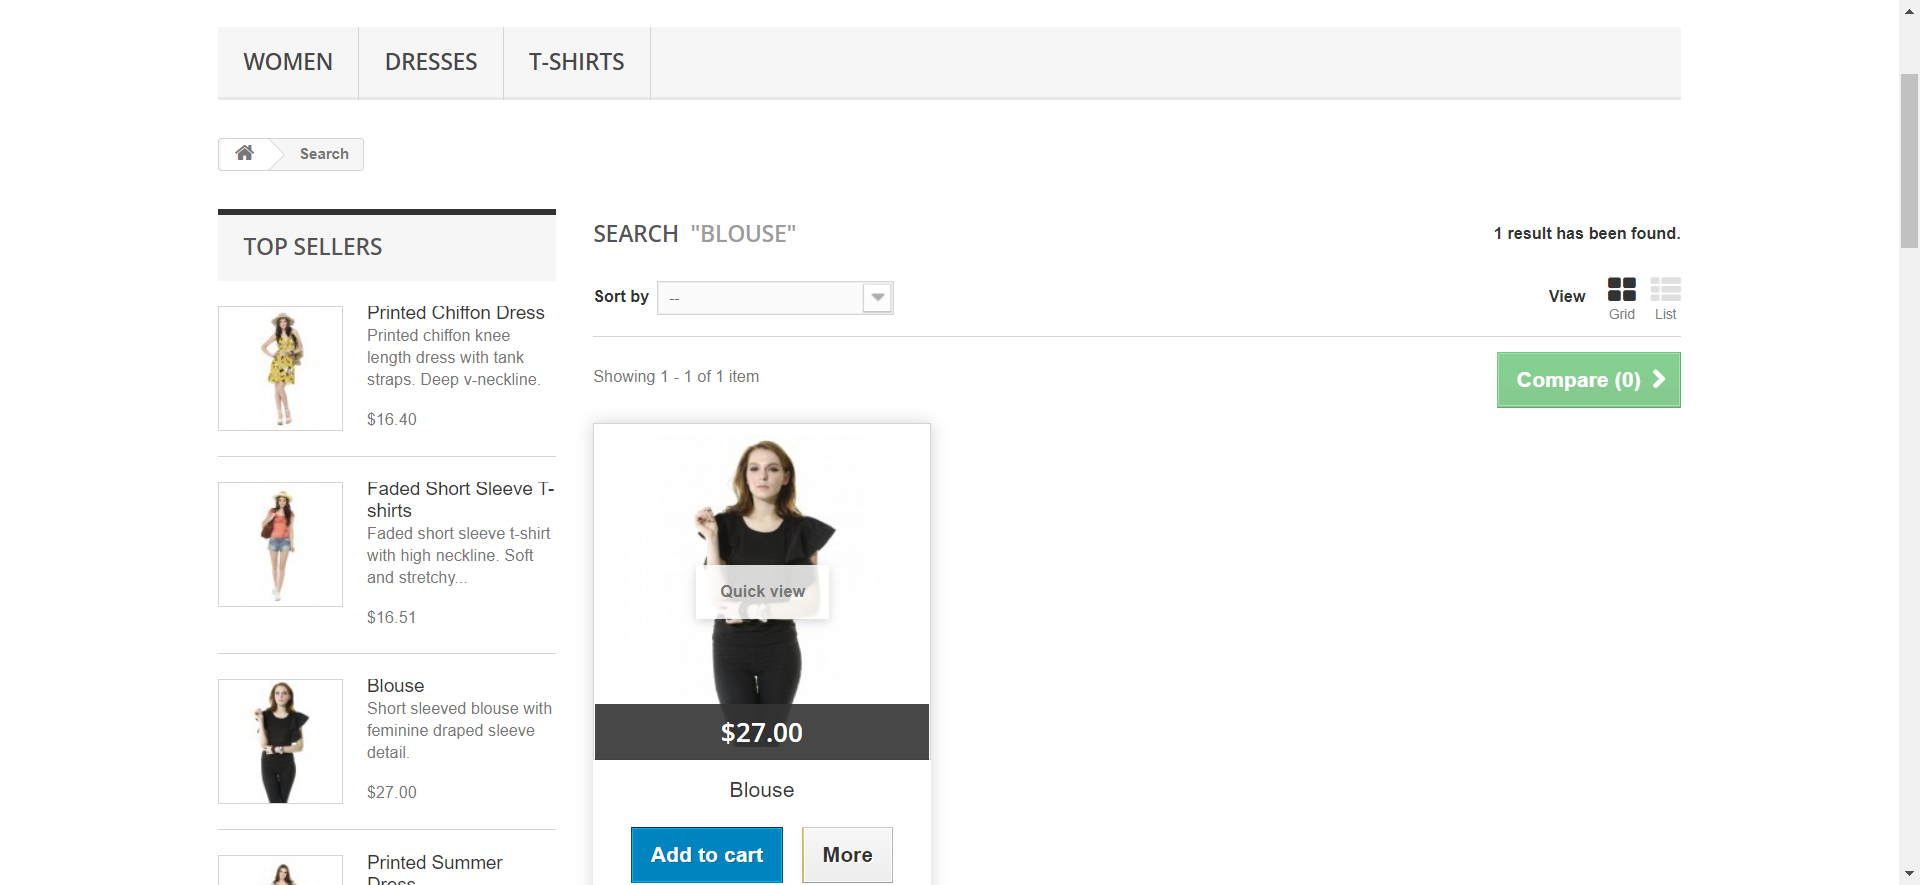 WOMEN
DRESSES
T-SHIRTS
Search
TOP SELLERS
Printed Chiffon Dress
Printed chiffon knee
length dress with tank
straps. Deep v-neckline.
$16.40
Faded Short Sleeve T-
shirts
Faded short sleeve t-shirt
with high neckline. Soft
and stretchy...
$16.51
Blouse
Short sleeved blouse with
feminine draped sleeve
detail.
$27.00
Printed Summer
Dress
SEARCH "BLOUSE"
1 result has been found.
Sort by --
View
Grid
List
Showing 1 - 1 of 1 item
Compare (0)
Quick view
$27.00
Blouse
Add to cart
More